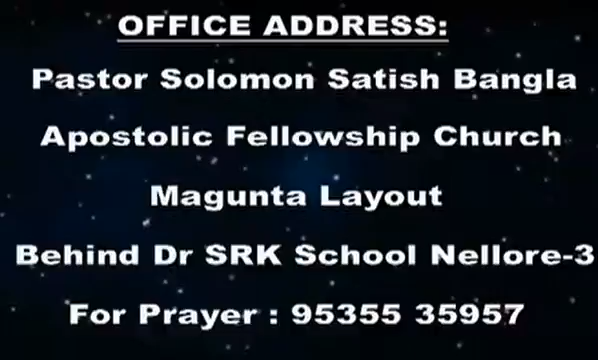 OFFICE ADDRESS:
Pastor Solomon Satish Bangla
Apostolic Fellowship Church
Magunta Layout
Behind Dr SRK School Nellore-3
For Prayer : 95355 35957